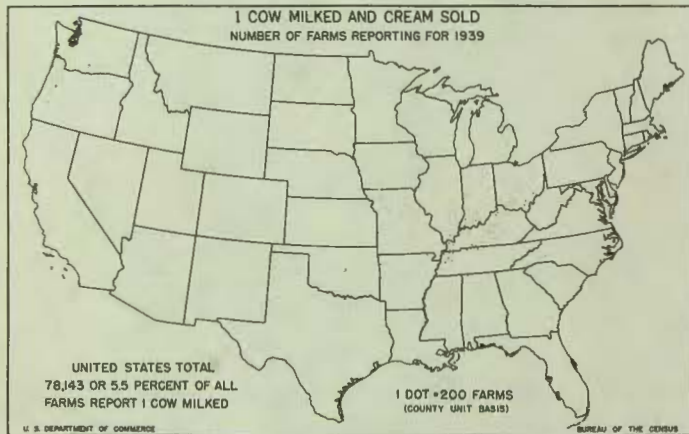 1 COW MILKED AND CREAM SOLD
NUMBER OF FARMS REPORTING FOR 1939
UNITED STATES TOTAL
78,143 OR 5.5 PERCENT OF ALL
FARMS REPORT 1 COW MILKED
1 DOT = 200 FARMS
(COUNTY UNIT BASIS)
U. S. DEPARTMENT OF COMMERCE
BUREAU OF THE CENSUS